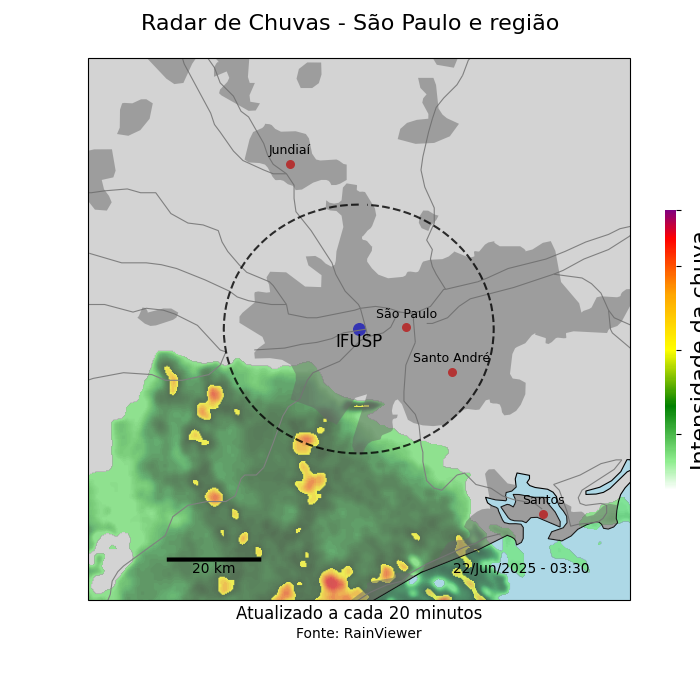 Radar de Chuvas - São Paulo e região
Jundiaí
São Paulo
IFUSP
Santo André
Intensidade da chuva
Santos
20 km
22/Jun/2025 - 03:30
Atualizado a cada 20 minutos
Fonte: RainViewer